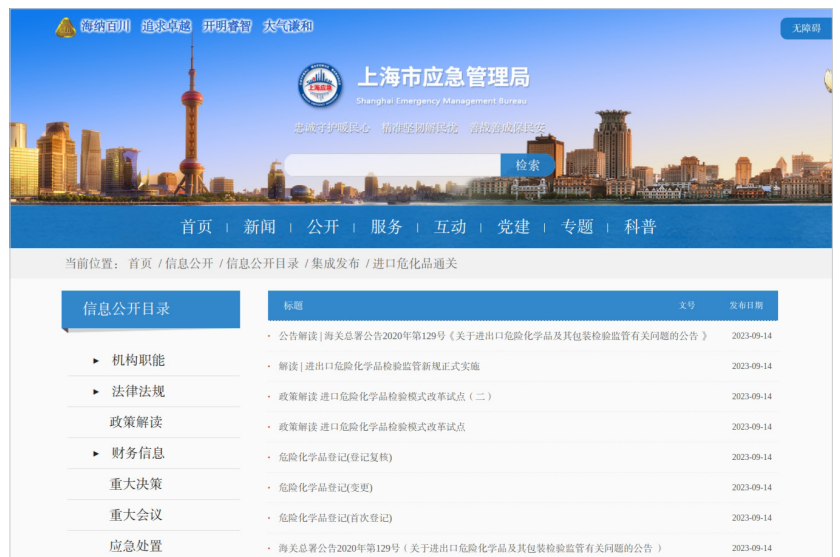 海纳百川 追求卓越 开明睿智 大气谦和
无障碍
上海应急
上海市应急管理局
Shanghai Emergency Management Bureau
忠诚守护暖民心 精准坚韧解民忧 善战善成保民安
检索
首页 | 新闻 | 公开 | 服务 | 互动 | 党建 | 专题 | 科普
当前位置： 首页 /信息公开 /信息公开目录 /集成发布 /进口危化品通关
信息公开目录
机构职能
法律法规
政策解读
财务信息
重大决策
重大会议
应急处置
标题 文号 发布日期
公告解读|海关总署公告2020年第129号《关于进出口危险化学品及其包装检验监管有关问题的公告 》 2023-09-14
解读|进出口危险化学品检验监管新规正式实施 2023-09-14
政策解读 进口危险化学品检验模式改革试点（二） 2023-09-14
政策解读 进口危险化学品检验模式改革试点 2023-09-14
危险化学品登记(登记复核) 2023-09-14
危险化学品登记(变更) 2023-09-14
危险化学品登记(首次登记) 2023-09-14
海关总署公告2020年第129号（关于进出口危险化学品及其包装检验监管有关问题的公告 ） 2023-09-14